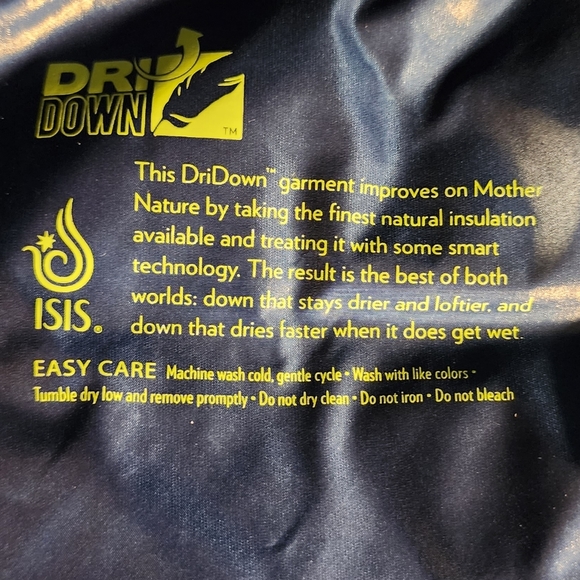 DRI
DOWN
TM
This DriDown™ garment improves on Mother
Nature by taking the finest natural insulation
available and treating it with some smart
technology. The result is the best of both
worlds: down that stays drier and loftier, and
down that dries faster when it does get wet.
ISIS®
EASY CARE Machine wash cold, gentle cycle • Wash with like colors •
Tumble dry low and remove promptly • Do not dry clean • Do not iron • Do not bleach